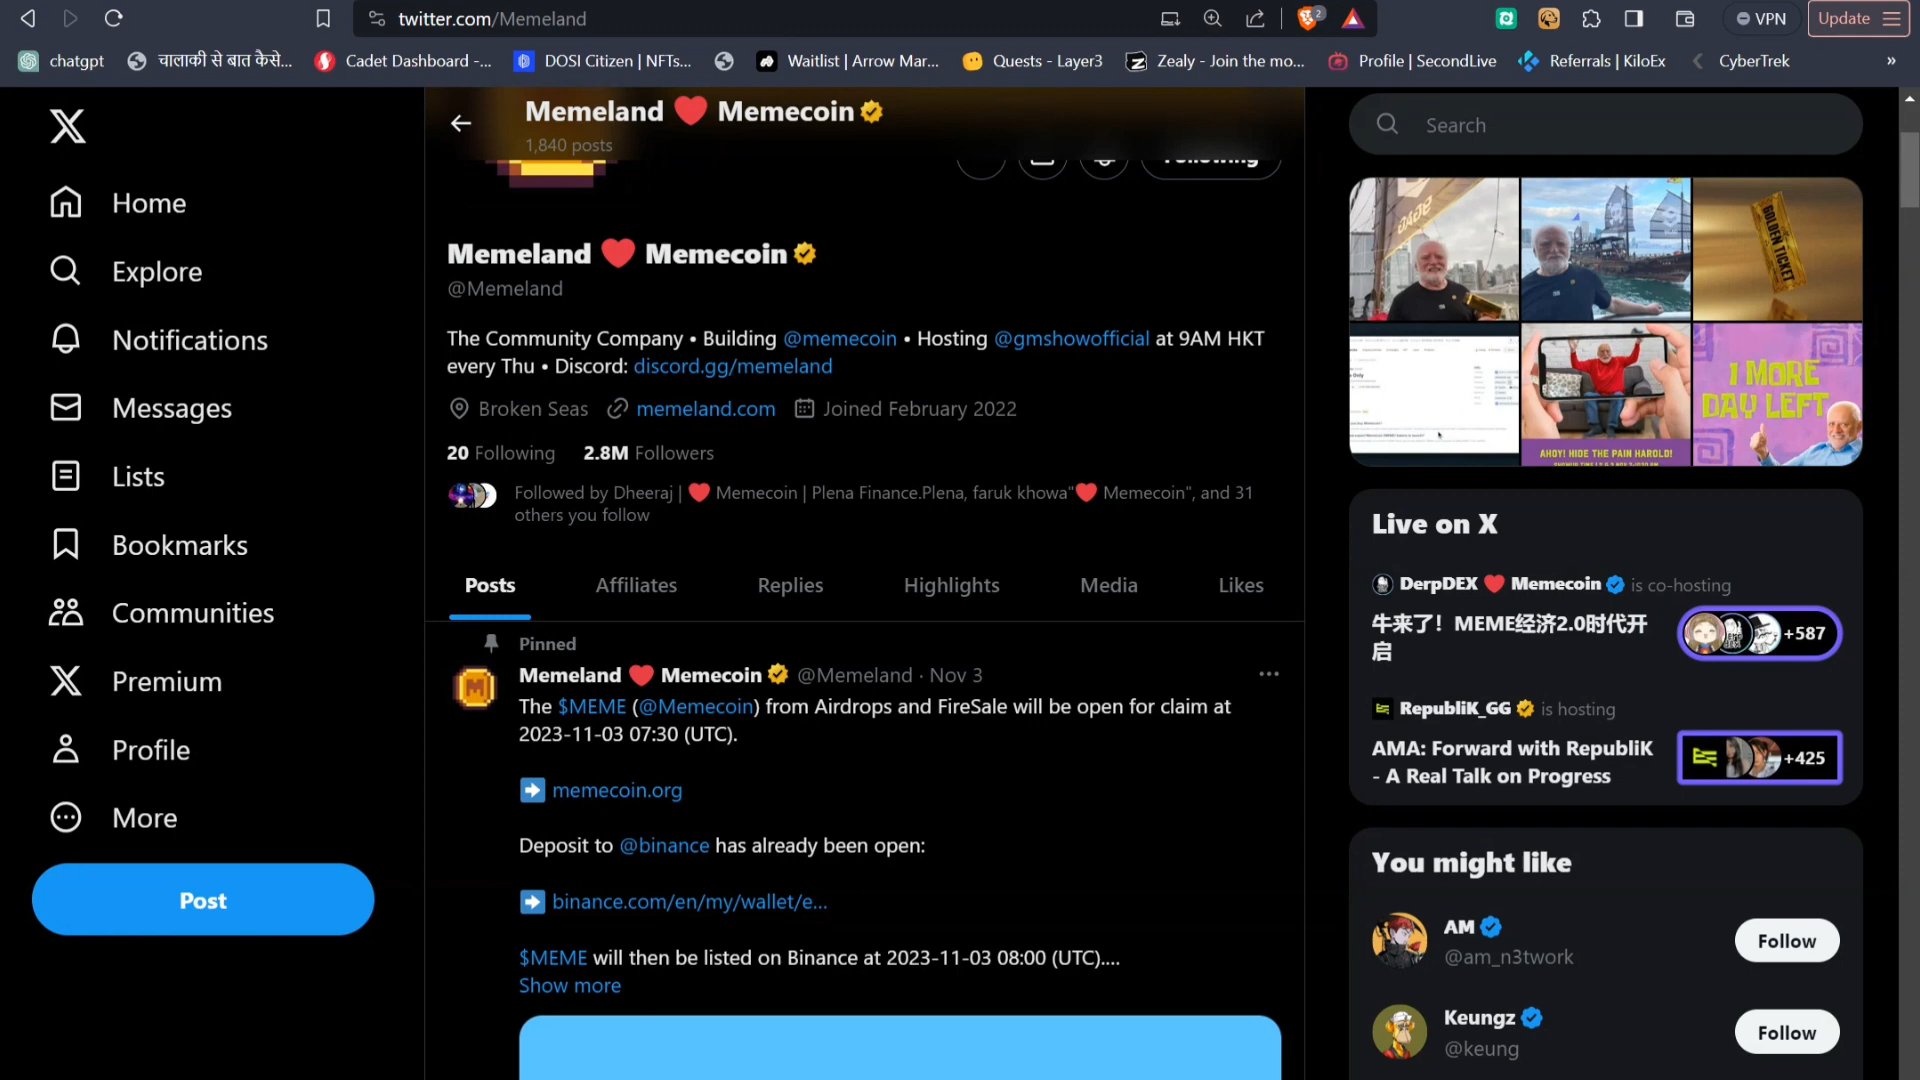 twitter.com/Memeland
2
VPN
Update
chatgpt
चालाकी से बात कैसे...
Cadet Dashboard -...
DOSI Citizen | NFTs...
Waitlist | Arrow Mar...
Quests - Layer3
Zealy - Join the mo...
Profile | SecondLive
Referrals | KiloEx
CyberTrek
»
Home
Explore
Notifications
Messages
Lists
Bookmarks
Communities
Premium
Profile
More
Post
Memeland ❤️ Memecoin
1,840 posts
Following
Memeland ❤️ Memecoin
@Memeland
The Community Company • Building @memecoin • Hosting @gmshowofficial at 9AM HKT
every Thu • Discord: discord.gg/memeland
Broken Seas memeland.com Joined February 2022
20 Following 2.8M Followers
Followed by Dheeraj | ❤️ Memecoin | Plena Finance.Plena, faruk khowa"❤️ Memecoin", and 31
others you follow
Posts Affiliates Replies Highlights Media Likes
Pinned
Memeland ❤️ Memecoin @Memeland · Nov 3
The $MEME (@Memecoin) from Airdrops and FireSale will be open for claim at
2023-11-03 07:30 (UTC).
➡️ memecoin.org
Deposit to @binance has already been open:
➡️ binance.com/en/my/wallet/e...
$MEME will then be listed on Binance at 2023-11-03 08:00 (UTC)....
Show more
Search
GOLDEN TICKET
AHOY! HIDE THE PAIN HAROLD!
1 MORE
DAY LEFT
Live on X
DerpDEX ❤️ Memecoin is co-hosting
牛来了！MEME经济2.0时代开
启
+587
RepubliK_GG is hosting
AMA: Forward with RepubliK
- A Real Talk on Progress
+425
You might like
AM
@am_n3twork
Follow
Keungz
@keung
Follow